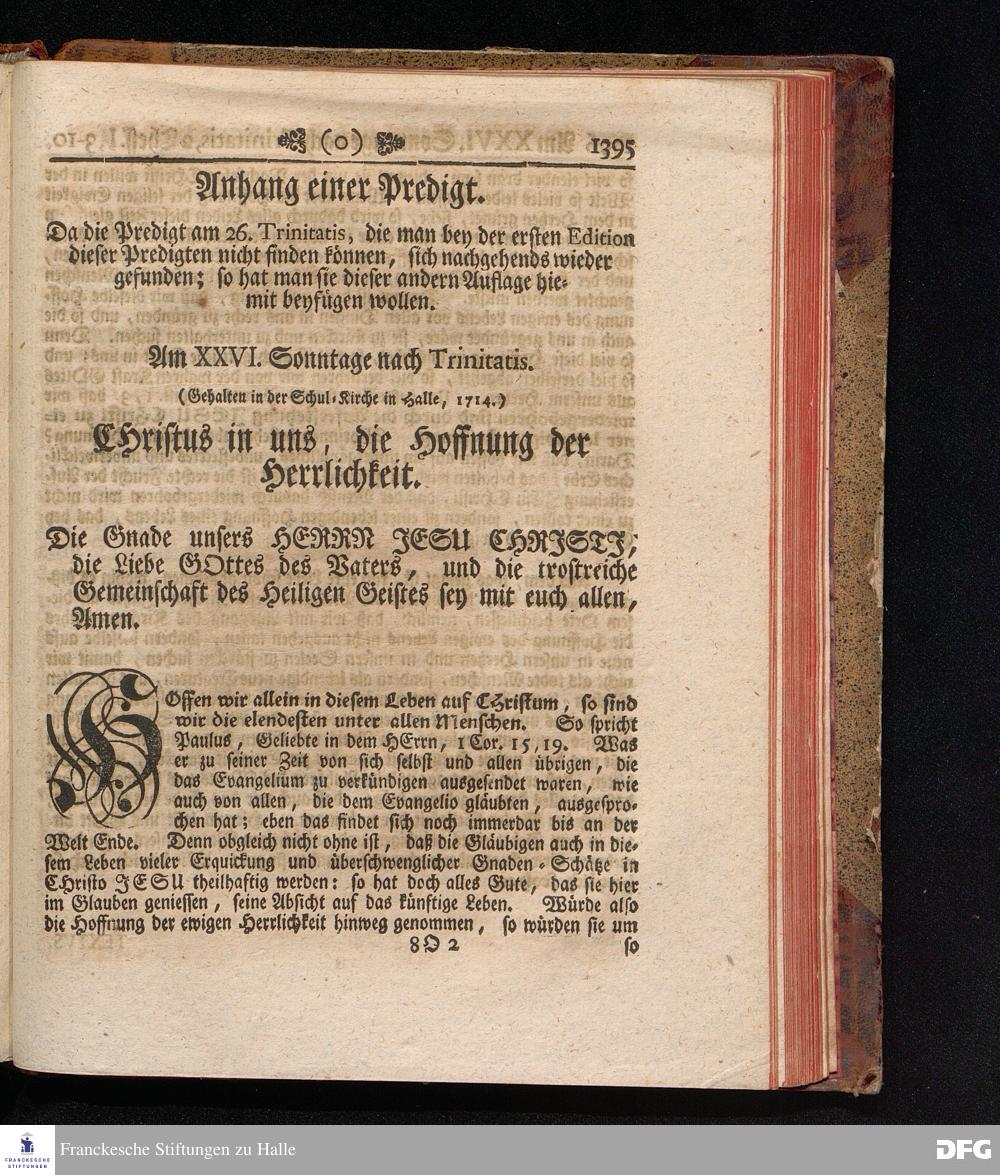 (o) 1395
Anhang einer Predigt.
Da die Predigt am 26. Trinitatis, die man bey der ersten Edition
dieser Predigten nicht finden können, sich nachgehends wieder
gefunden; so hat man sie dieser andern Auflage hie-
mit beyfügen wollen.
Am XXVI. Sonntage nach Trinitatis.
(Gehalten in der Schul-Kirche in Halle, 1714.)
CHristus in uns, die Hoffnung der
Herrlichkeit.
Die Gnade unsers HERRN JESU CHRISTI,
die Liebe GOttes des Vaters, und die trostreiche
Gemeinschaft des Heiligen Geistes sey mit euch allen,
Amen.
HOffen wir allein in diesem Leben auf CHristum, so sind
wir die elendesten unter allen Menschen. So spricht
Paulus, Geliebte in dem HErrn, 1 Cor. 15, 19. Was
er zu seiner Zeit von sich selbst und allen übrigen, die
das Evangelium zu verkündigen ausgesendet waren, wie
auch von allen, die dem Evangelio gläubten, ausgespro-
chen hat; eben das findet sich noch immerdar bis an der
Welt Ende. Denn obgleich nicht ohne ist, daß die Gläubigen auch in die-
sem Leben vieler Erquickung und überschwenglicher Gnaden-Schätze in
CHristo JESU theilhaftig werden: so hat doch alles Gute, das sie hier
im Glauben geniessen, seine Absicht auf das künftige Leben. Würde also
die Hoffnung der ewigen Herrlichkeit hinweg genommen, so würden sie um
8O 2 so
FRANCKESCHE
STIFTUNGEN
Franckesche Stiftungen zu Halle
DFG